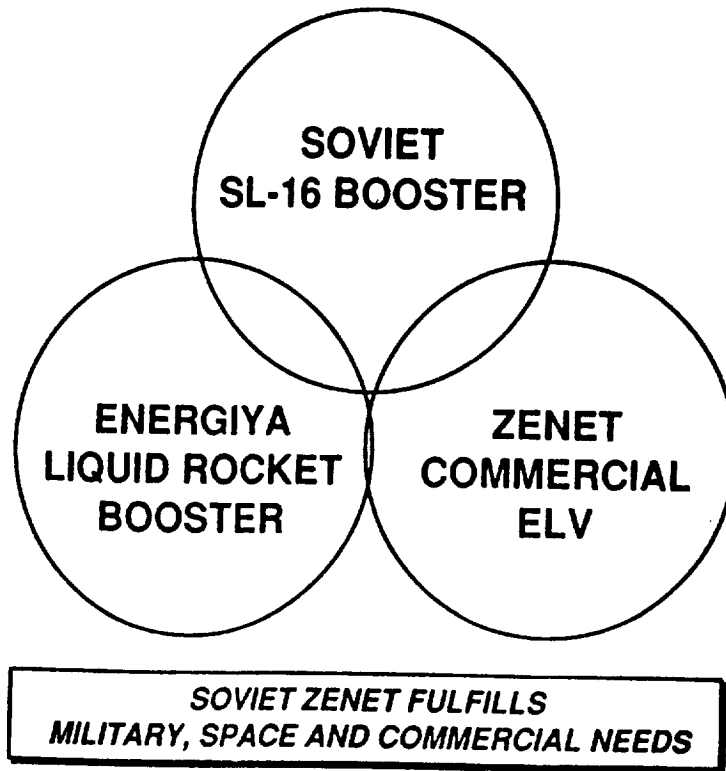 SOVIET
SL-16 BOOSTER
ENERGIYA
LIQUID ROCKET
BOOSTER
ZENET
COMMERCIAL
ELV
SOVIET ZENET FULFILLS
MILITARY, SPACE AND COMMERCIAL NEEDS